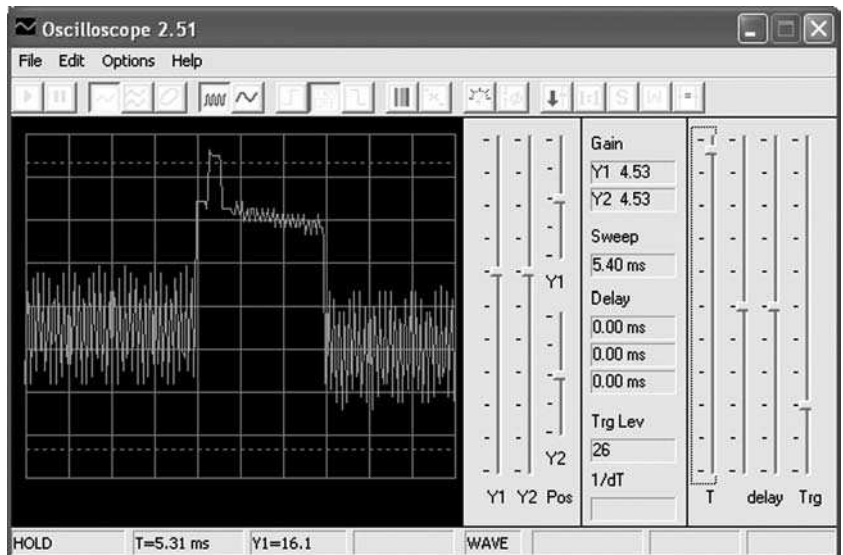 Oscilloscope 2.51
File Edit Options Help
Gain
Y1 4.53
Y2 4.53
Sweep
5.40 ms
Y1
Delay
0.00 ms
0.00 ms
0.00 ms
Trg Lev
26
Y2
1/dT
Y1 Y2 Pos
T delay Trg
HOLD T=5.31 ms Y1=16.1 WAVE